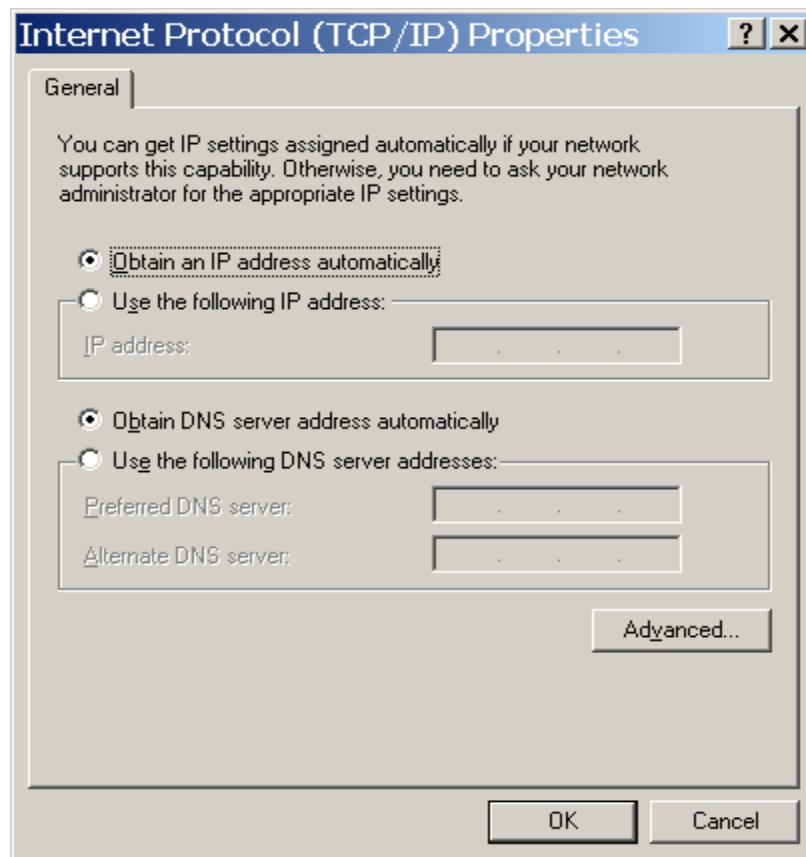 Internet Protocol (TCP/IP) Properties ? X
General
You can get IP settings assigned automatically if your network
supports this capability. Otherwise, you need to ask your network
administrator for the appropriate IP settings.
Obtain an IP address automatically
Use the following IP address:
IP address: . . .
Obtain DNS server address automatically
Use the following DNS server addresses:
Preferred DNS server: . . .
Alternate DNS server: . . .
Advanced...
OK Cancel